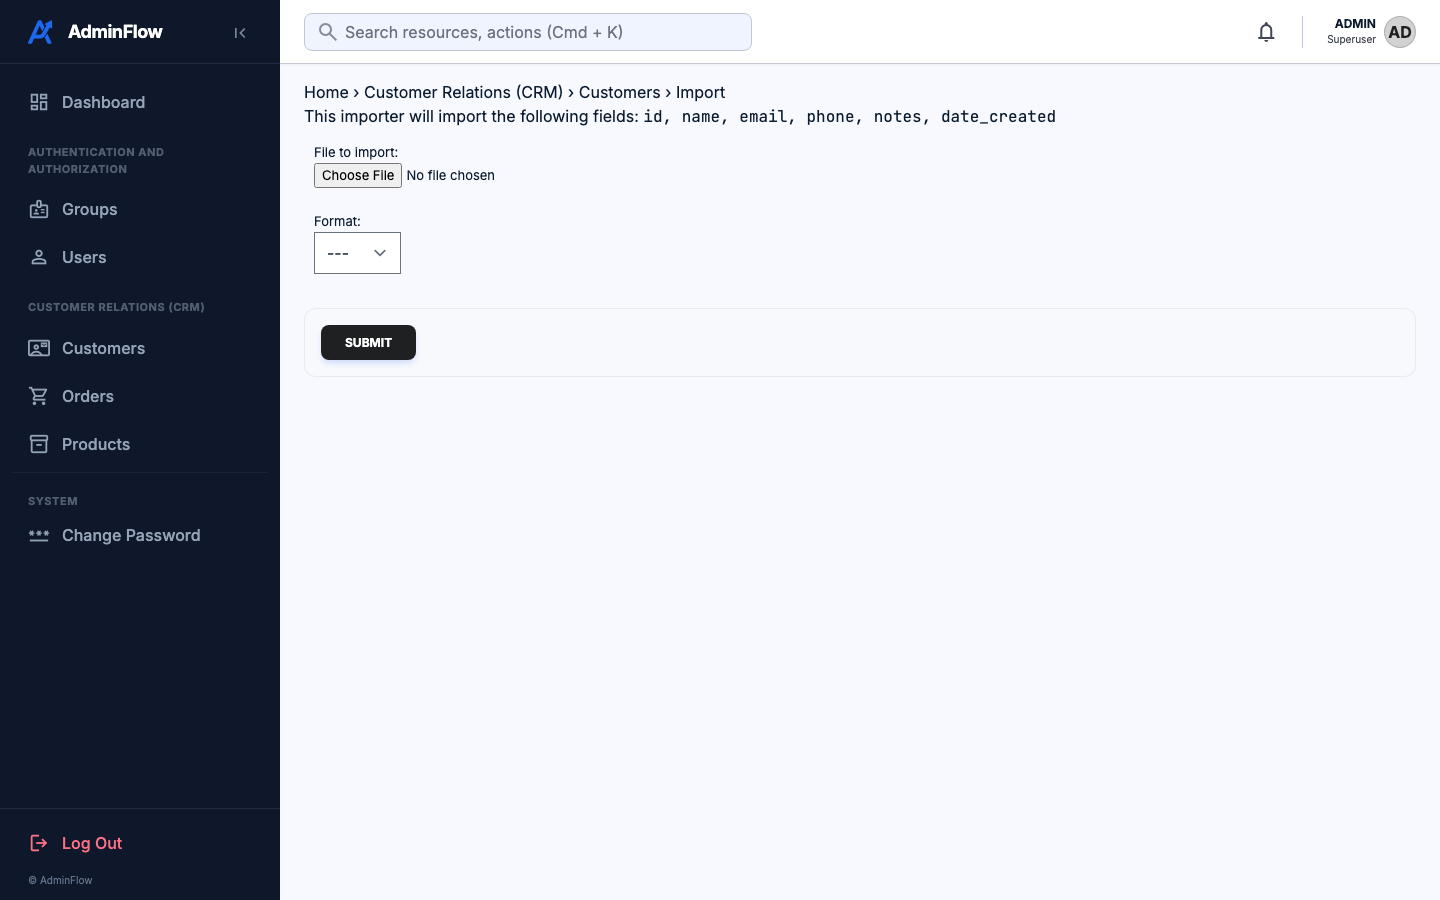 AdminFlow
Search resources, actions (Cmd + K)
ADMIN
Superuser
AD
Dashboard
AUTHENTICATION AND
AUTHORIZATION
Groups
Users
CUSTOMER RELATIONS (CRM)
Customers
Orders
Products
SYSTEM
Change Password
Log Out
© AdminFlow
Home › Customer Relations (CRM) › Customers › Import
This importer will import the following fields: id, name, email, phone, notes, date_created
File to import:
Choose File No file chosen
Format:
---
SUBMIT